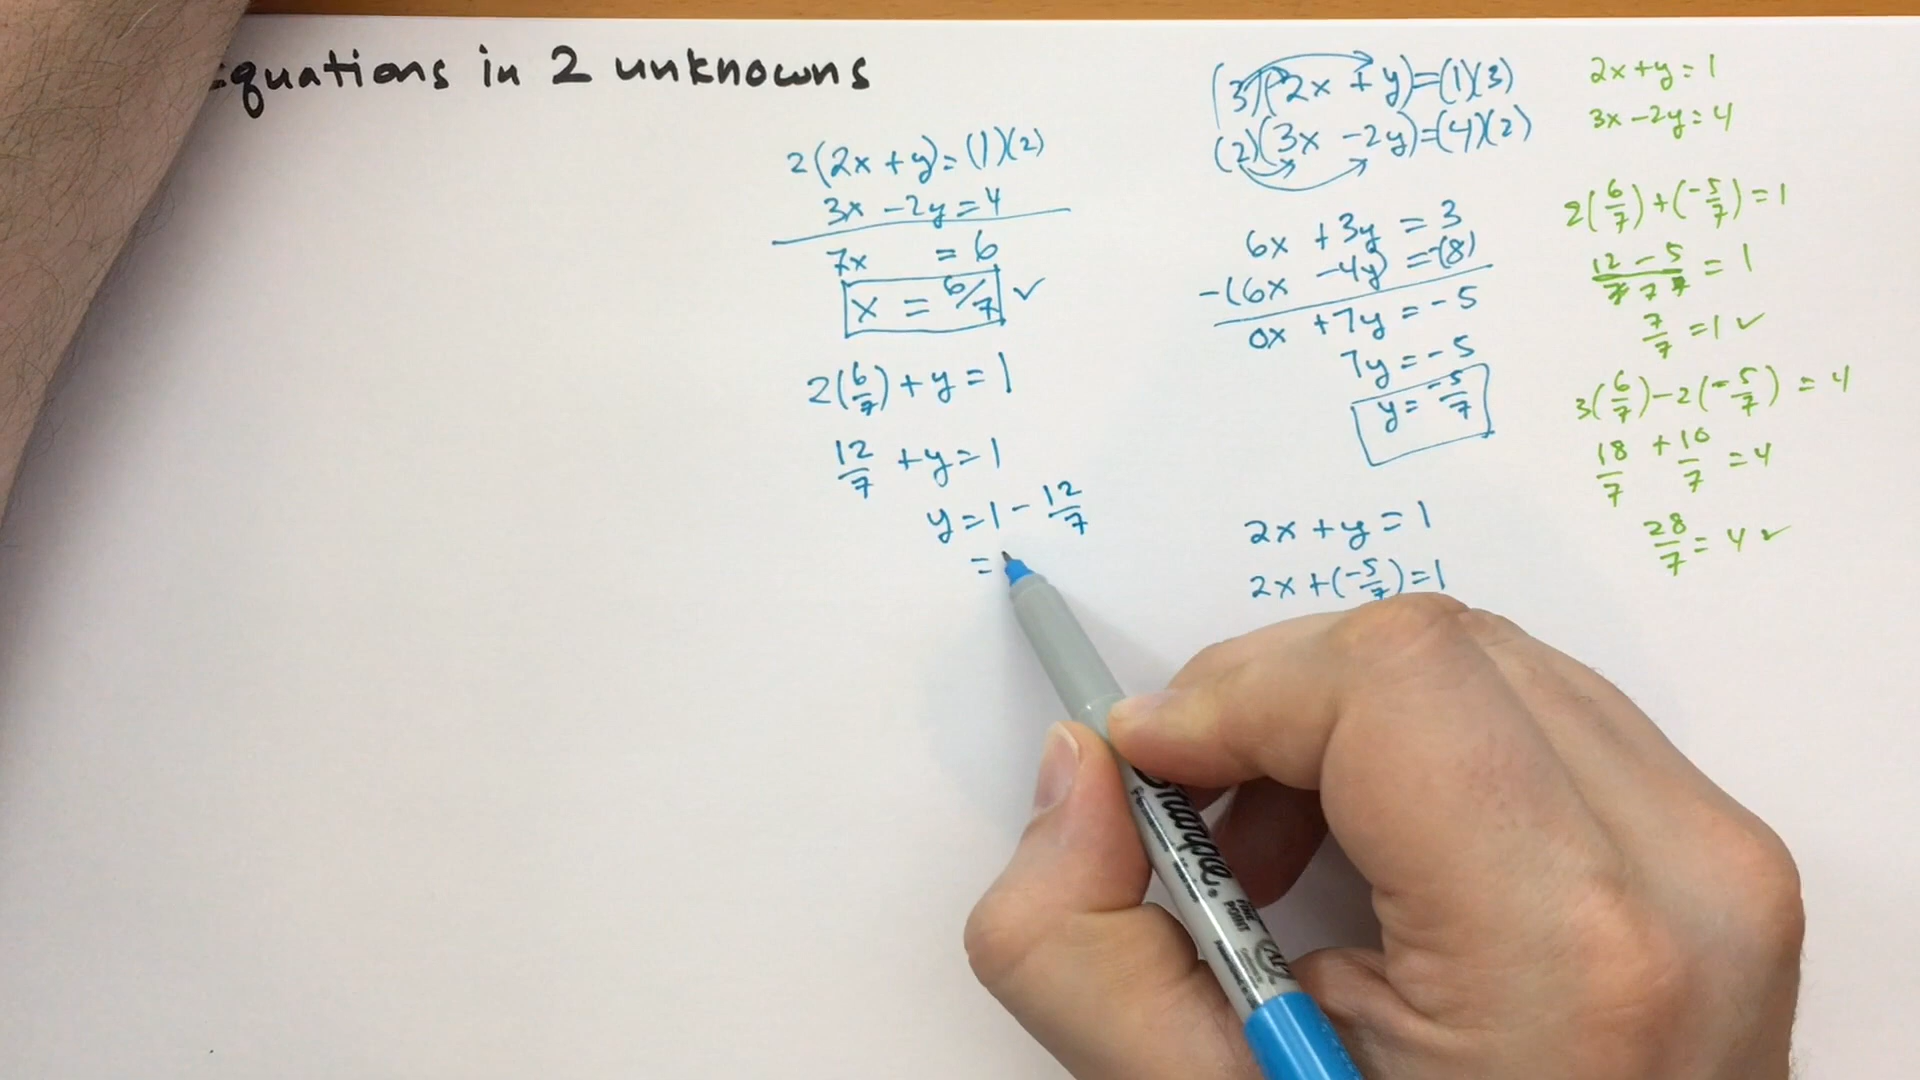 Equations in 2 unknowns
2(2x + y) = (1)(2)
3x - 2y = 4
7x = 6
x = 6/7 ✓
2(6/7) + y = 1
12/7 + y = 1
y = 1 - 12/7
=
(3)(2x + y) = (1)(3)
(2)(3x - 2y) = (4)(2)
6x + 3y = 3
-(6x - 4y) = -(8)
0x + 7y = -5
7y = -5
y = -5/7
2x + y = 1
2x + (-5/7) = 1
2x + y = 1
3x - 2y = 4
2(6/7) + (-5/7) = 1
12 - 5 / 7 = 1
7/7 = 1 ✓
3(6/7) - 2(-5/7) = 4
18/7 + 10/7 = 4
28/7 = 4 ✓
Sharpie.
FINE POINT